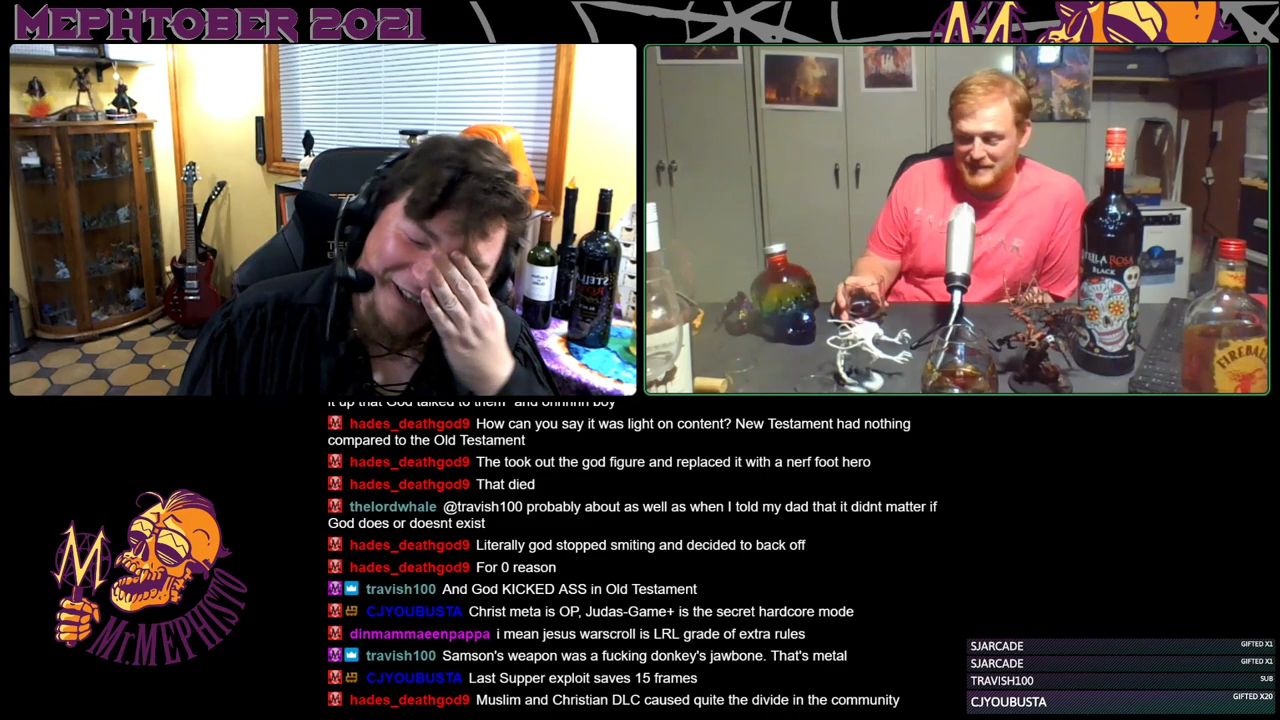 MEPHTOBER 2021
M
STELLA ROSA
BLACK
FIREBALL
it up that God talked to them" and ohhhhh boy
hades_deathgod9 How can you say it was light on content? New Testament had nothing
compared to the Old Testament
hades_deathgod9 The took out the god figure and replaced it with a nerf foot hero
hades_deathgod9 That died
thelordwhale @travish100 probably about as well as when I told my dad that it didnt matter if
God does or doesnt exist
hades_deathgod9 Literally god stopped smiting and decided to back off
hades_deathgod9 For 0 reason
travish100 And God KICKED ASS in Old Testament
CJYOUBUSTA Christ meta is OP, Judas-Game+ is the secret hardcore mode
dinmammaeenpappa i mean jesus warscroll is LRL grade of extra rules
travish100 Samson's weapon was a fucking donkey's jawbone. That's metal
CJYOUBUSTA Last Supper exploit saves 15 frames
hades_deathgod9 Muslim and Christian DLC caused quite the divide in the community
M
Mr.MEPHISTO
SJARCADE GIFTED X1
SJARCADE GIFTED X1
TRAVISH100 SUB
CJYOUBUSTA GIFTED X20